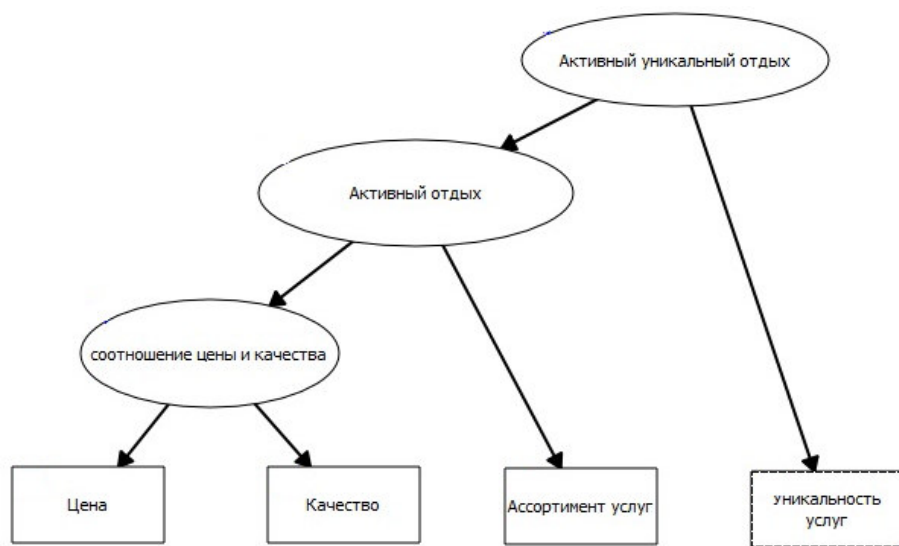 Активный уникальный отдых
Активный отдых
соотношение цены и качества
Цена
Качество
Ассортимент услуг
уникальность
услуг